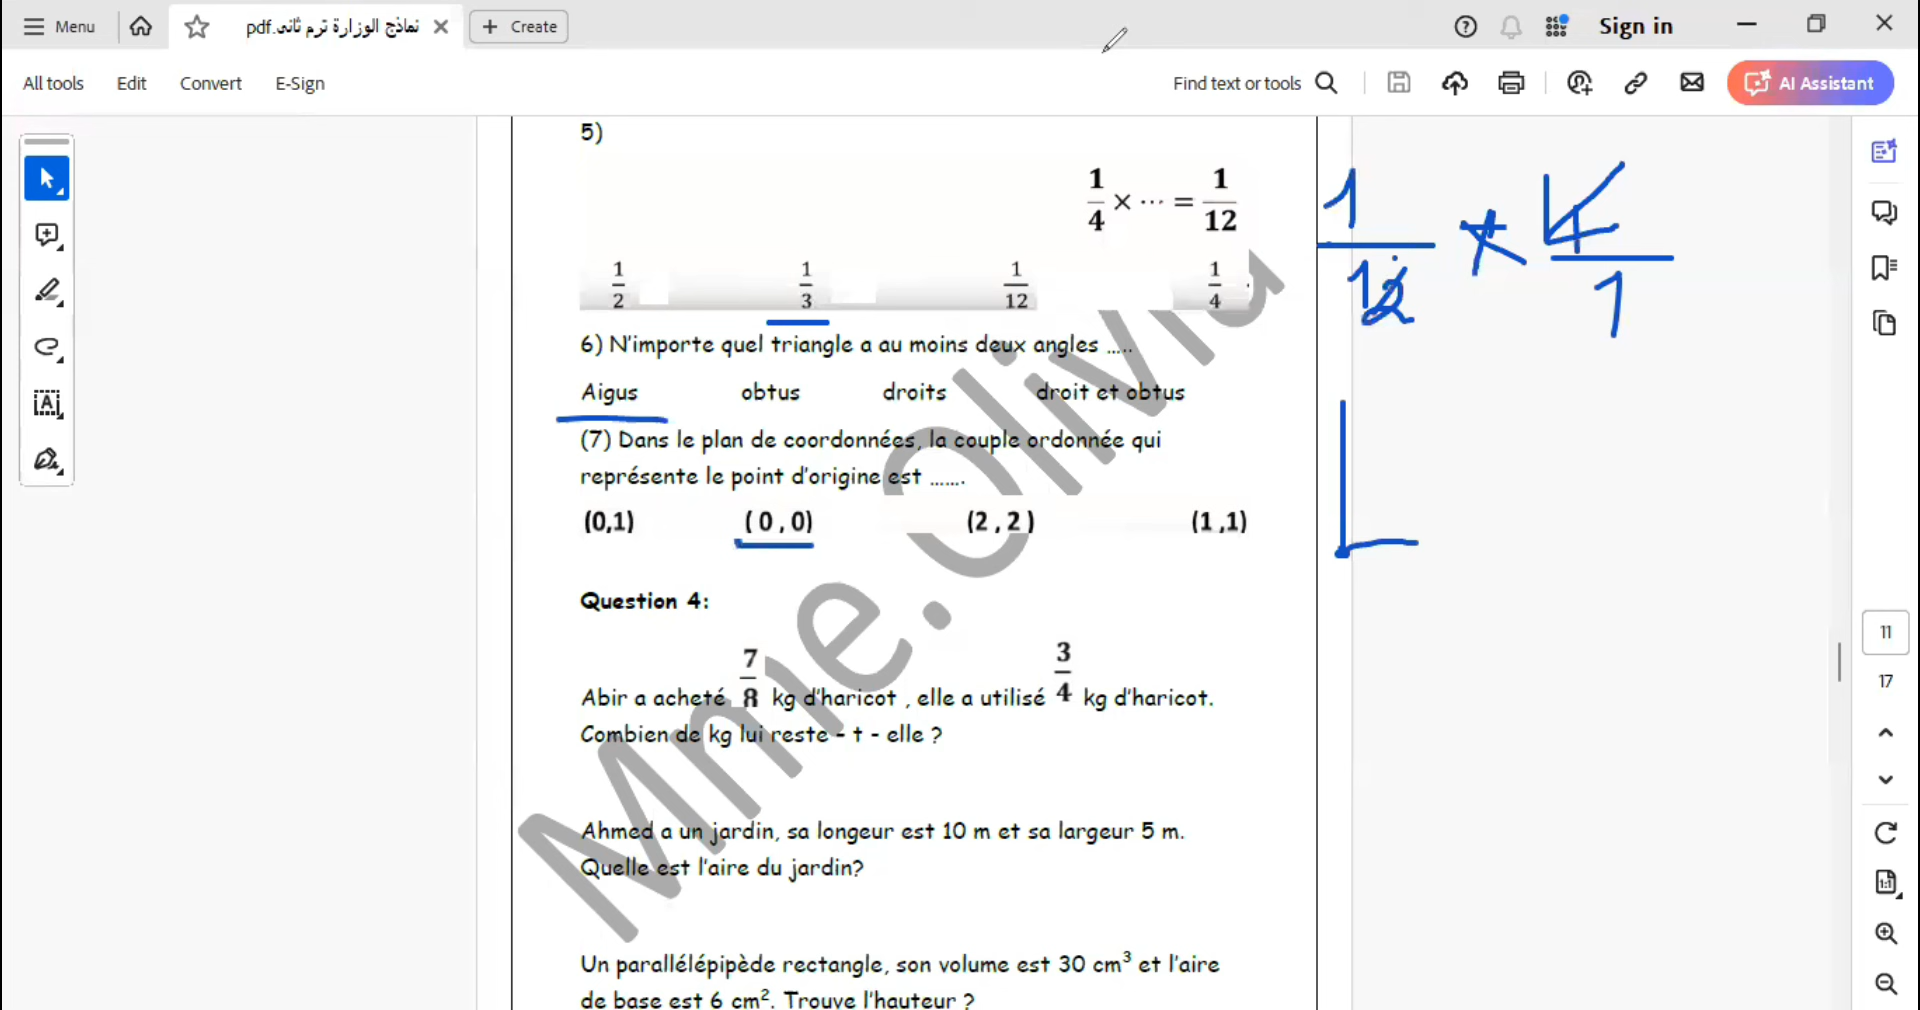 Menu
نماذج الوزارة ترم ثانى.pdf
Create
Sign in
All tools Edit Convert E-Sign
Find text or tools
AI Assistant
5)
1/4 × ··· = 1/12
1/2 1/3 1/12 1/4 .
1/12 * 4/1
6) N'importe quel triangle a au moins deux angles .....
Aigus obtus droits droit et obtus
(7) Dans le plan de coordonnées, la couple ordonnée qui
représente le point d'origine est .......
(0,1) ( 0 , 0) (2 , 2 ) (1 ,1)
Question 4:
Abir a acheté 7/8 kg d'haricot , elle a utilisé 3/4 kg d'haricot.
Combien de kg lui reste - t - elle ?
Ahmed a un jardin, sa longeur est 10 m et sa largeur 5 m.
Quelle est l'aire du jardin?
Un parallélépipède rectangle, son volume est 30 cm³ et l'aire
de base est 6 cm². Trouve l'hauteur ?
Mme.Olivia
11
17
1:1